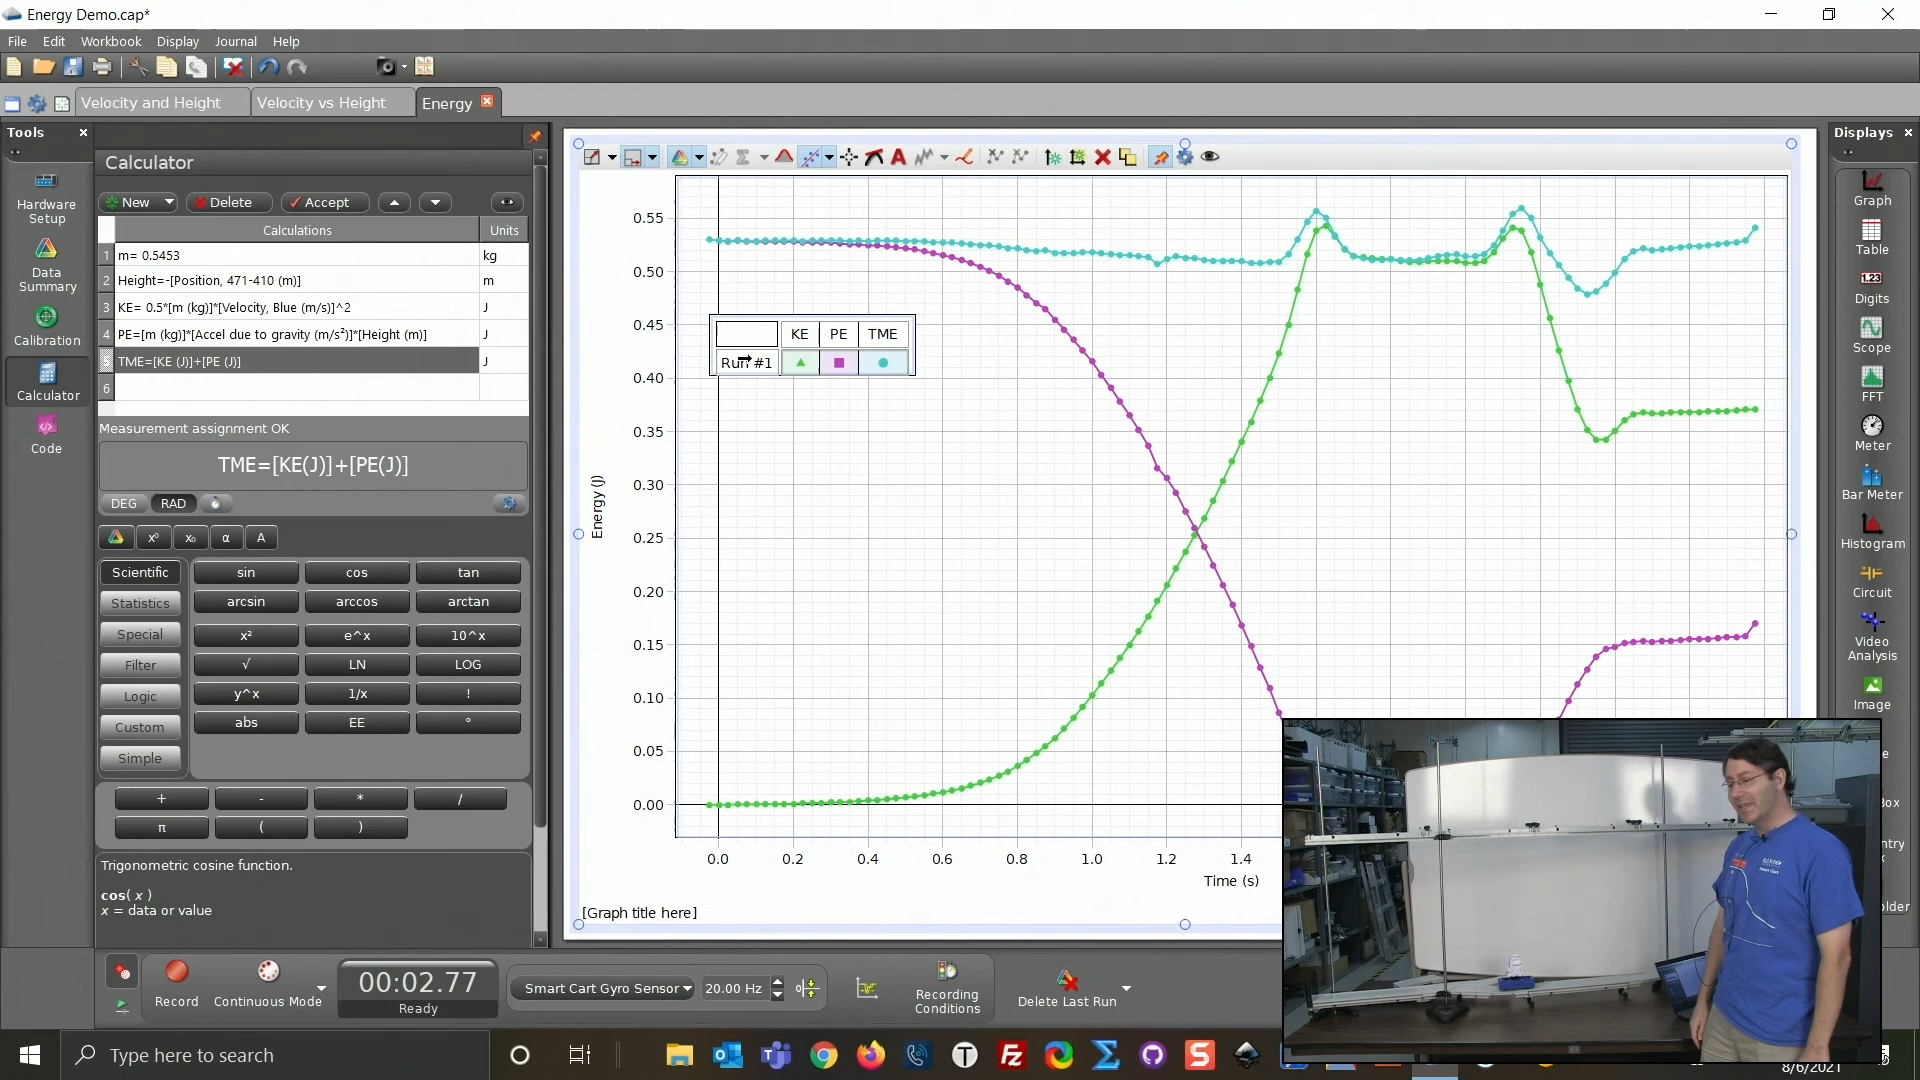 Energy Demo.cap*
File Edit Workbook Display Journal Help
Velocity and Height
Velocity vs Height
Energy
Tools
Hardware
Setup
Data
Summary
Calibration
Calculator
Code
Calculator
New
Delete
Accept
Calculations Units
1 m= 0.5453 kg
2 Height=-[Position, 471-410 (m)] m
3 KE= 0.5*[m (kg)]*[Velocity, Blue (m/s)]^2 J
4 PE=[m (kg)]*[Accel due to gravity (m/s²)]*[Height (m)] J
5 TME=[KE (J)]+[PE (J)] J
6
Measurement assignment OK
TME=[KE(J)]+[PE(J)]
DEG RAD
x⁰ x₀ α A
Scientific sin cos tan
Statistics arcsin arccos arctan
Special x² e^x 10^x
Filter √ LN LOG
Logic y^x 1/x !
Custom abs EE °
Simple
+ - * /
π ( )
Trigonometric cosine function.
cos( x )
x = data or value
0.55
0.50
0.45
0.40
0.35
0.30
0.25
0.20
0.15
0.10
0.05
0.00
Energy (J)
KE PE TME
Run #1
0.0 0.2 0.4 0.6 0.8 1.0 1.2 1.4
Time (s)
[Graph title here]
Displays
Graph
Table
1.23
Digits
Scope
FFT
Meter
Bar Meter
Histogram
Circuit
Video
Analysis
Image
Record
Continuous Mode
00:02.77
Ready
Smart Cart Gyro Sensor
20.00 Hz
Recording
Conditions
Delete Last Run
Type here to search
8/6/2021